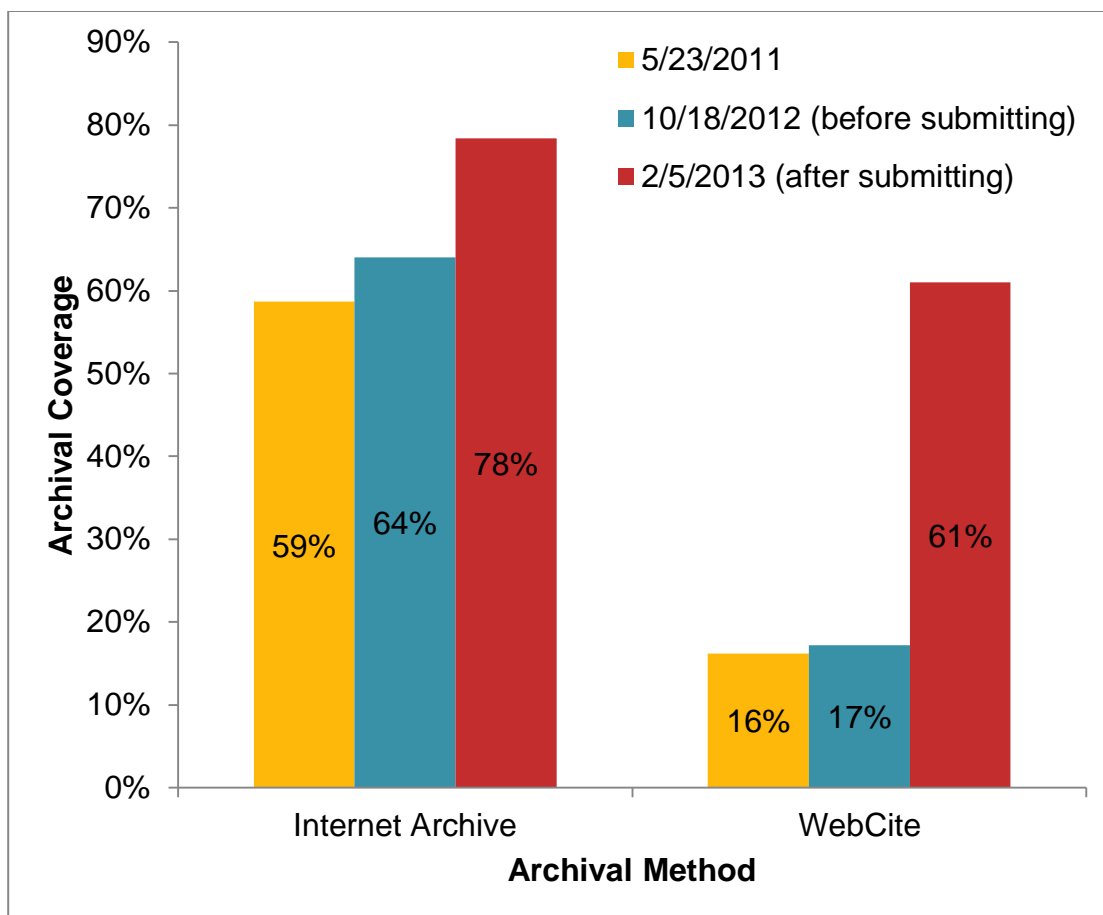 90%
80%
70%
60%
50%
40%
30%
20%
10%
0%
Archival Coverage
5/23/2011
10/18/2012 (before submitting)
2/5/2013 (after submitting)
59%
64%
78%
16%
17%
61%
Internet Archive
WebCite
Archival Method